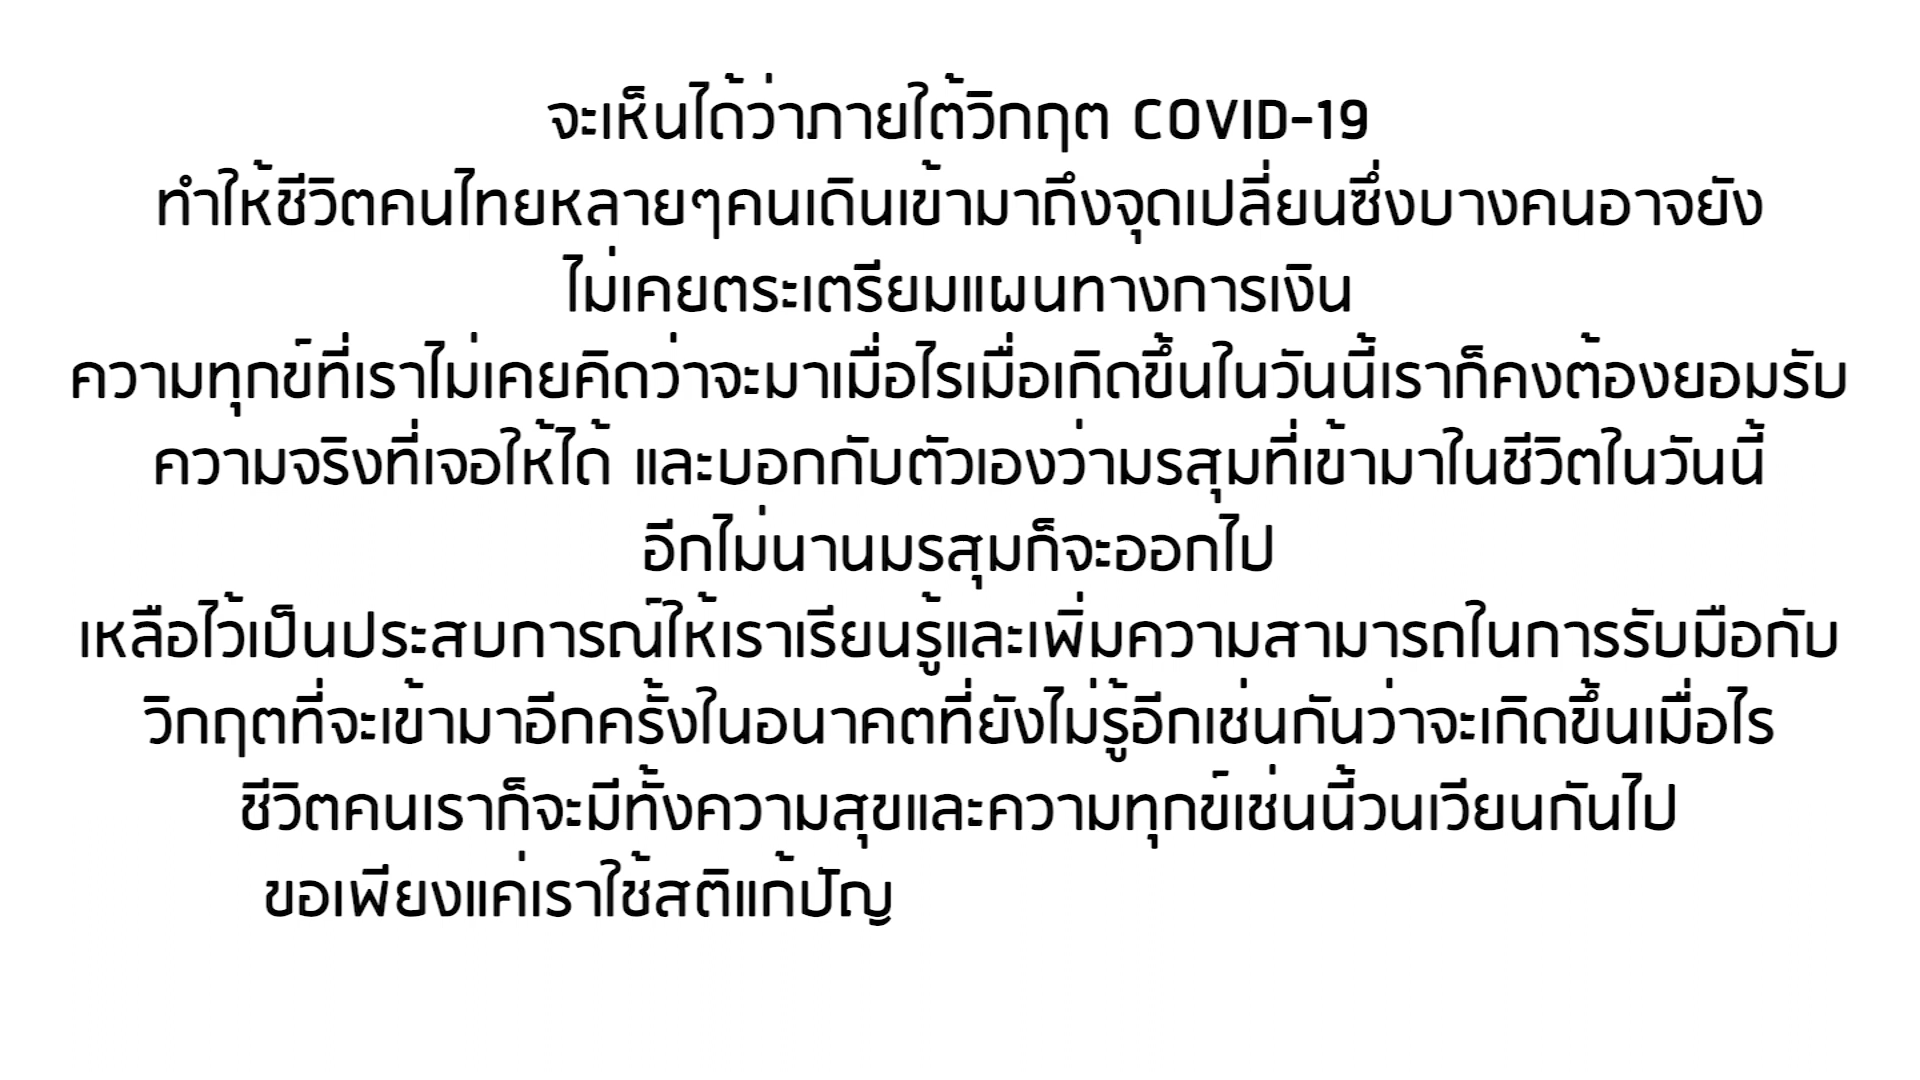 จะเห็นได้ว่าภายใต้วิกฤต COVID-19
ทำให้ชีวิตคนไทยหลายๆคนเดินเข้ามาถึงจุดเปลี่ยนซึ่งบางคนอาจยัง
ไม่เคยตระเตรียมแผนทางการเงิน
ความทุกข์ที่เราไม่เคยคิดว่าจะมาเมื่อไรเมื่อเกิดขึ้นในวันนี้เราก็คงต้องยอมรับ
ความจริงที่เจอให้ได้ และบอกกับตัวเองว่ามรสุมที่เข้ามาในชีวิตในวันนี้
อีกไม่นานมรสุมก็จะออกไป
เหลือไว้เป็นประสบการณ์ให้เราเรียนรู้และเพิ่มความสามารถในการรับมือกับ
วิกฤตที่จะเข้ามาอีกครั้งในอนาคตที่ยังไม่รู้อีกเช่นกันว่าจะเกิดขึ้นเมื่อไร
ชีวิตคนเราก็จะมีทั้งความสุขและความทุกข์เช่นนี้วนเวียนกันไป
ขอเพียงแค่เราใช้สติแก้ปัญ